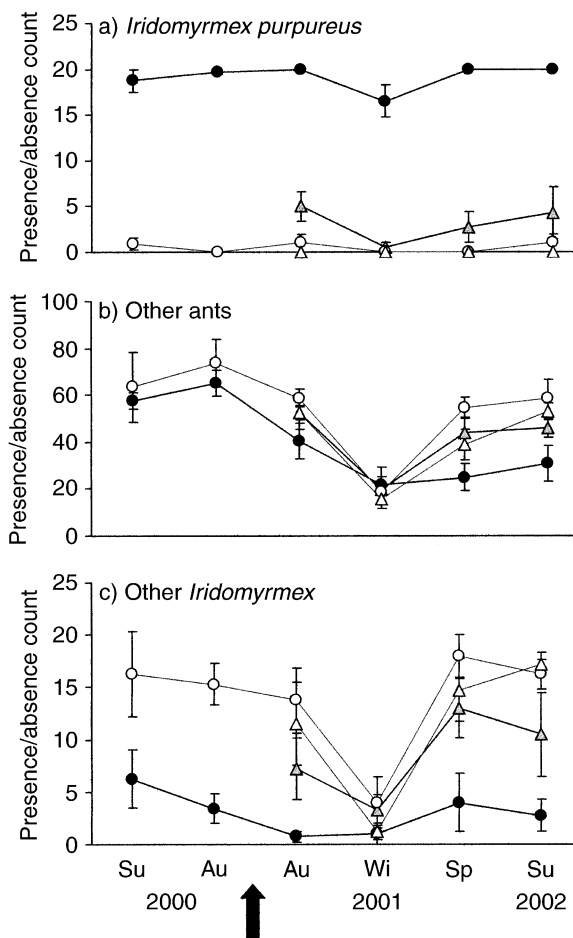 a) Iridomyrmex purpureus
Presence/absence count
25
20
15
10
5
0
b) Other ants
Presence/absence count
100
80
60
40
20
0
c) Other Iridomyrmex
Presence/absence count
25
20
15
10
5
0
Su Au Au Wi Sp Su
2000 2001 2002